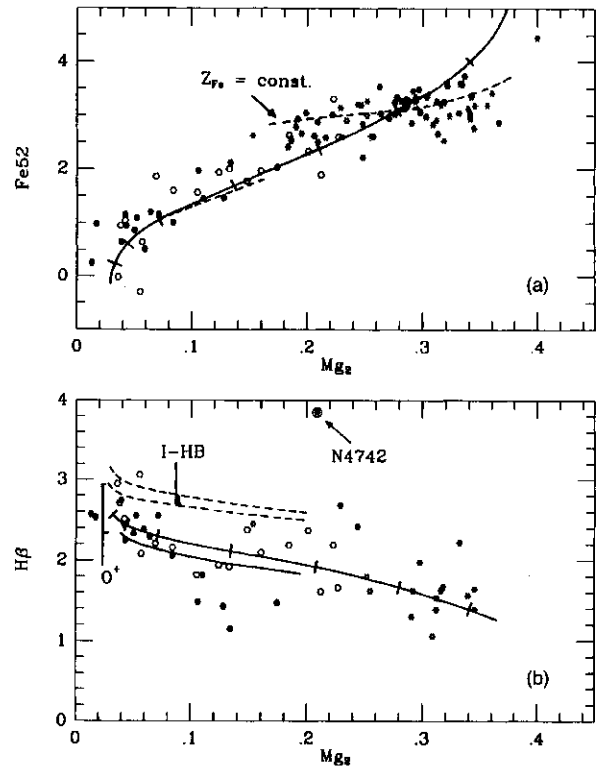 4
Z_Fe = const.
Fe52
2
0
(a)
0 .1 .2 .3 .4
Mg₂
4
I-HB
N4742
3
Hβ
2
O⁺
1
(b)
0
0 .1 .2 .3 .4
Mg₂